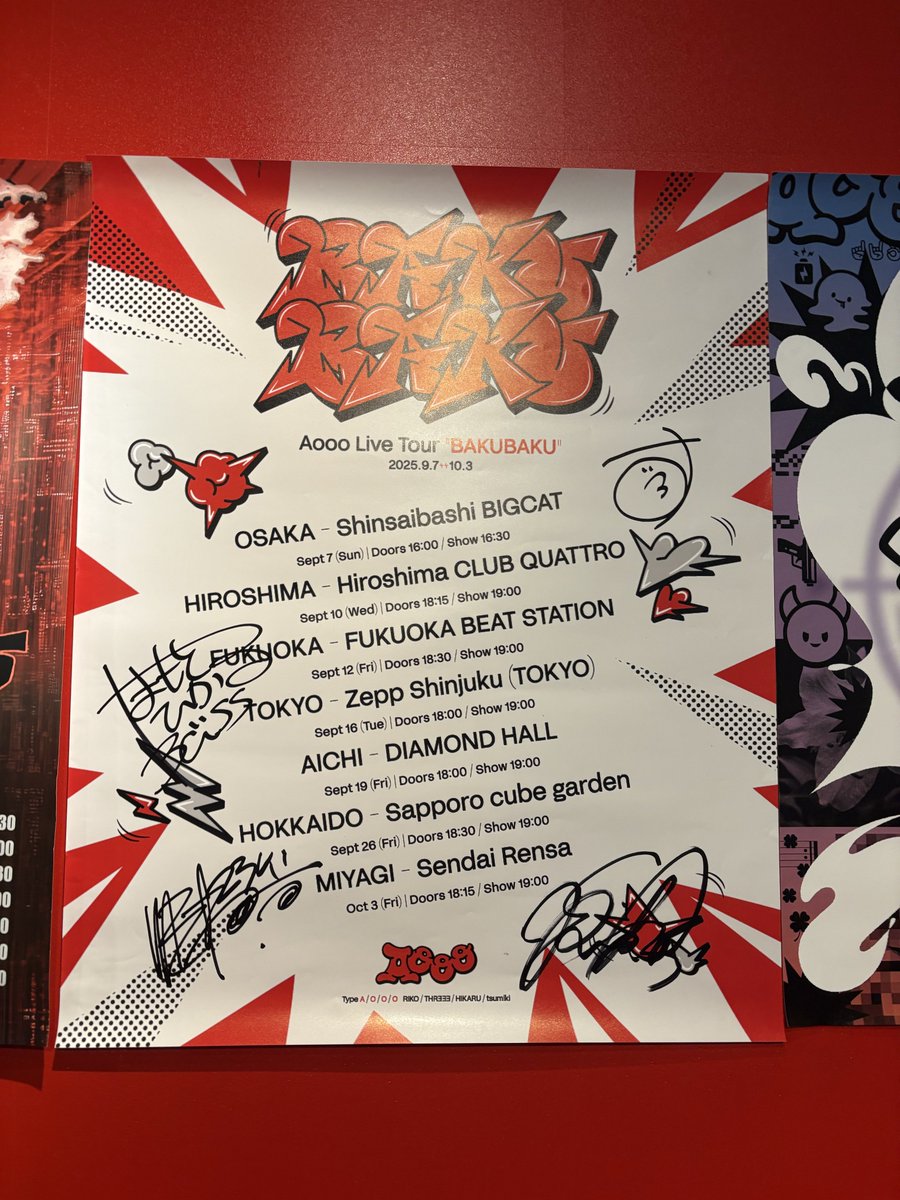 BAKU
BAKU
Aooo Live Tour "BAKUBAKU"
2025.9.7↔10.3
OSAKA – Shinsaibashi BIGCAT
Sept 7 (Sun) | Doors 16:00 / Show 16:30
HIROSHIMA – Hiroshima CLUB QUATTRO
Sept 10 (Wed) | Doors 18:15 / Show 19:00
FUKUOKA – FUKUOKA BEAT STATION
Sept 12 (Fri) | Doors 18:30 / Show 19:00
TOKYO – Zepp Shinjuku (TOKYO)
Sept 16 (Tue) | Doors 18:00 / Show 19:00
AICHI – DIAMOND HALL
Sept 19 (Fri) | Doors 18:00 / Show 19:00
HOKKAIDO – Sapporo cube garden
Sept 26 (Fri) | Doors 18:30 / Show 19:00
MIYAGI – Sendai Rensa
Oct 3 (Fri) | Doors 18:15 / Show 19:00
Aooo
Type A / O / O / O RIKO / THRƎƎƎ / HIKARU / tsumiki